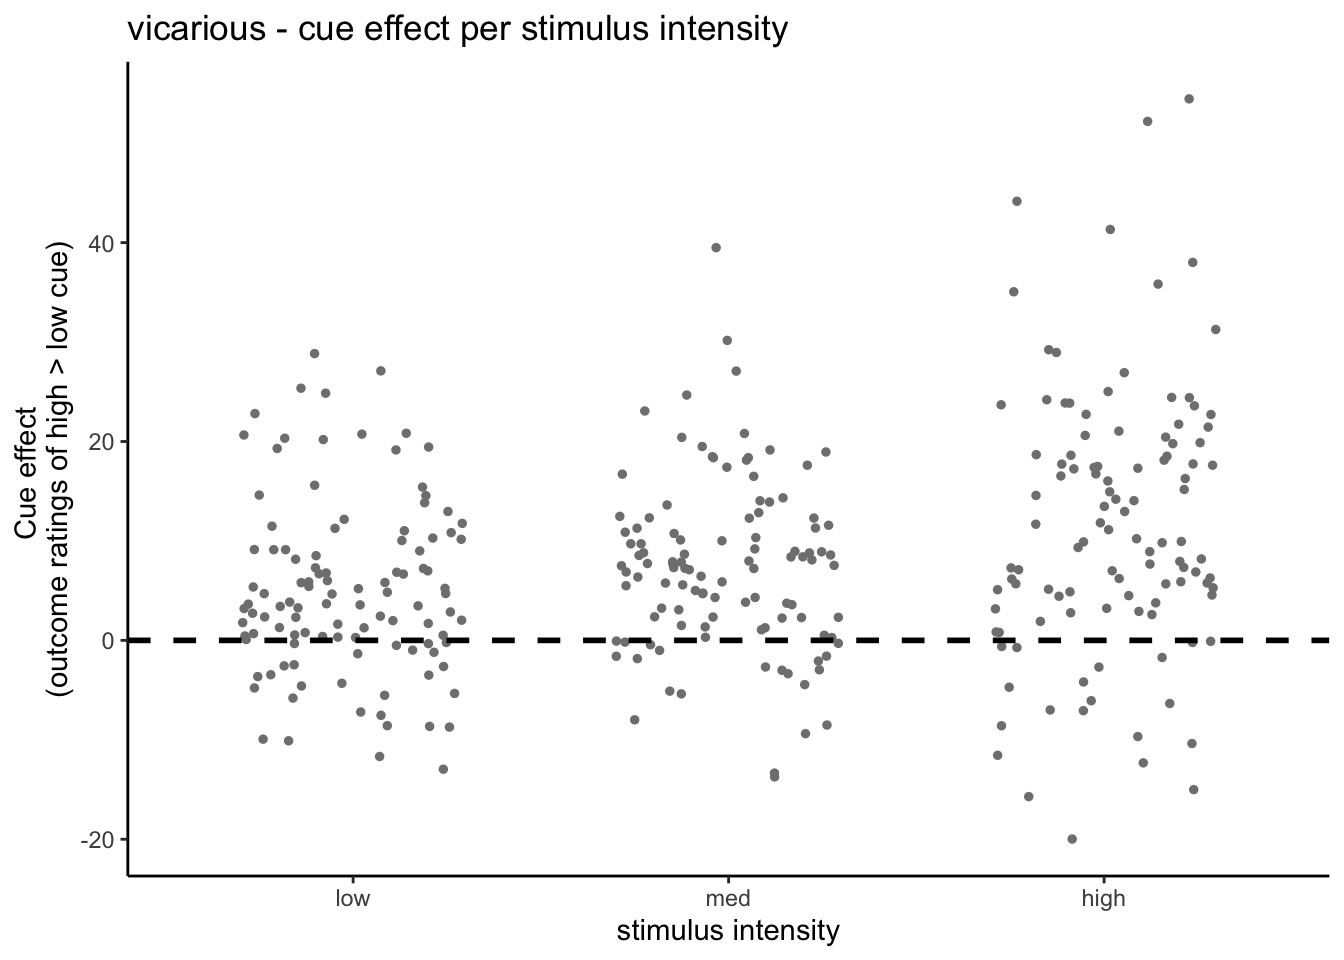 vicarious - cue effect per stimulus intensity
Cue effect
(outcome ratings of high > low cue)
40
20
0
-20
low
med
high
stimulus intensity